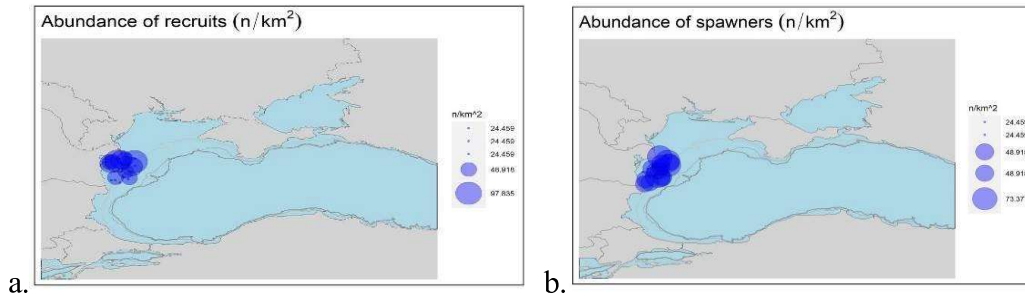 Abundance of recruits (n/km²)
n/km^2
24.459
24.459
24.459
48.918
97.835
a.
Abundance of spawners (n/km²)
n/km^2
24.459
24.459
48.918
48.918
73.37
b.